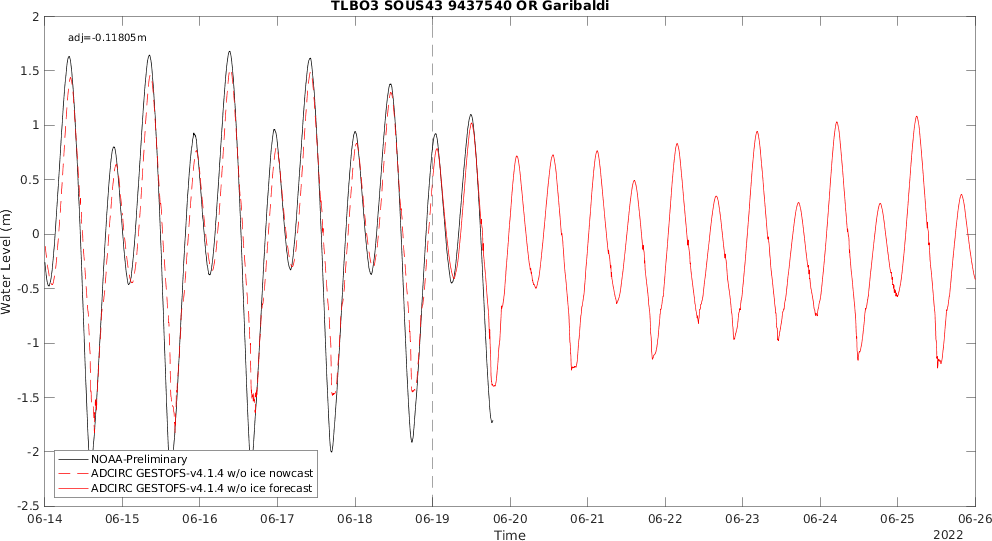 TLBO3 SOUS43 9437540 OR Garibaldi
adj=-0.11805m
2
1.5
1
0.5
0
-0.5
-1
-1.5
-2
-2.5
Water Level (m)
NOAA-Preliminary
ADCIRC GESTOFS-v4.1.4 w/o ice nowcast
ADCIRC GESTOFS-v4.1.4 w/o ice forecast
06-14 06-15 06-16 06-17 06-18 06-19 06-20 06-21 06-22 06-23 06-24 06-25 06-26
Time
2022